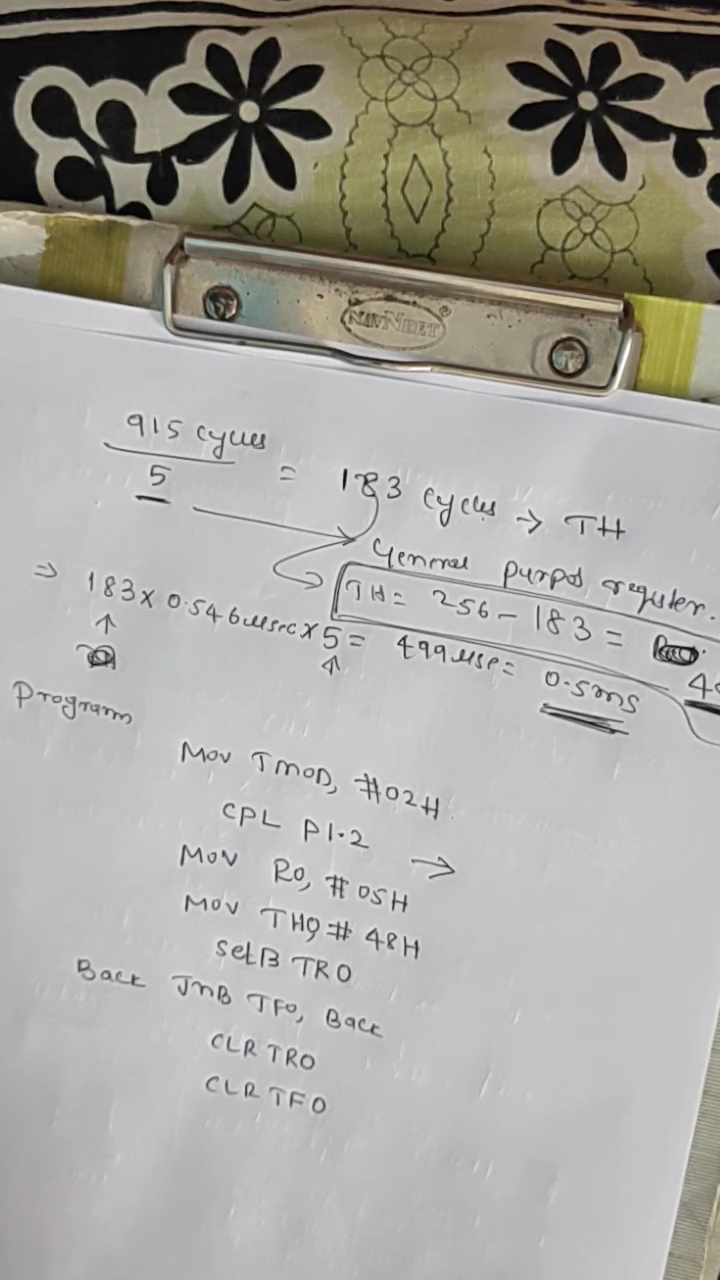 NAVNEET®
915 cycles
5
= 183 cycles → TH
General purpos register.
TH = 256 - 183 =
48
⇒ 183 x 0.546 usec x 5 = 499 usec = 0.5ms
Program
Mov TMOD, #02H.
CPL P1.2 →
Mov R0, #05H
Mov TH0, # 48H
SetB TR0
Back JNB TF0, Back
CLR TR0
CLR TF0